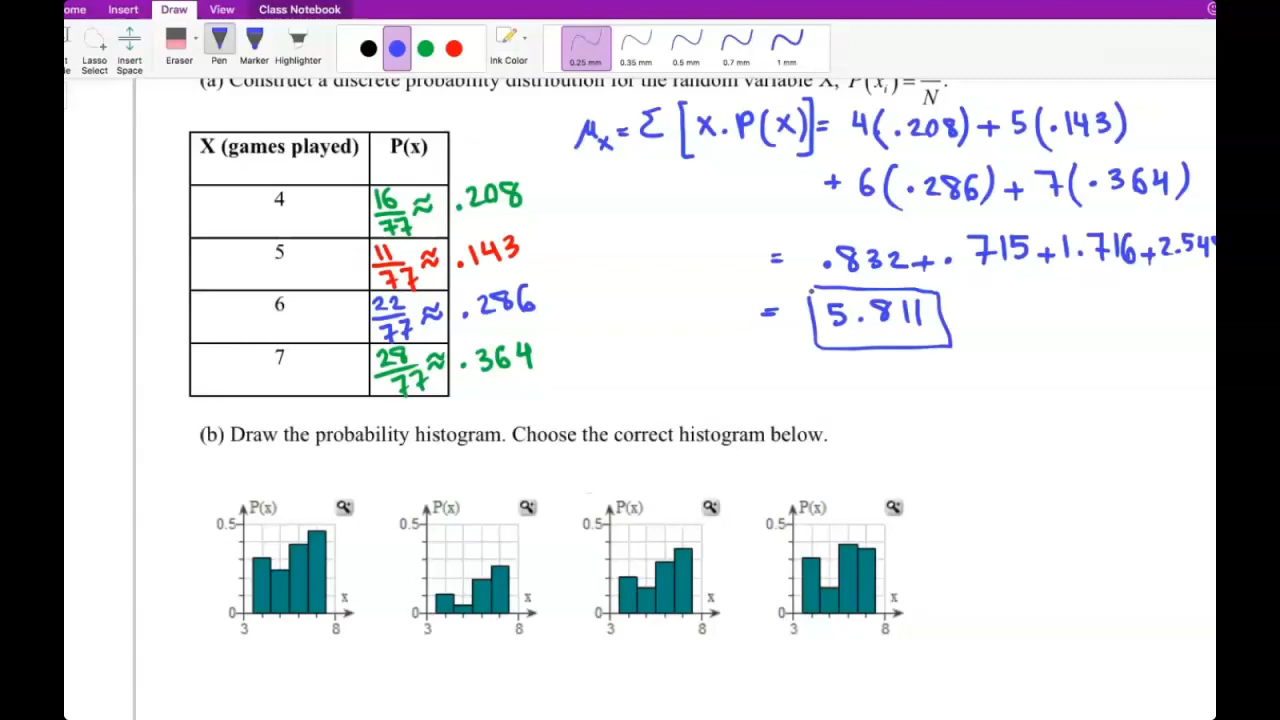 ome Insert Draw View Class Notebook
Lasso Select
Insert Space
Eraser
Pen
Marker
Highlighter
Ink Color
0.25 mm
0.35 mm
0.5 mm
0.7 mm
1 mm
(a) Construct a discrete probability distribution for the random variable X, P(xᵢ) = — N.
X (games played) P(x)
4 16/77 ≈ .208
5 11/77 ≈ .143
6 22/77 ≈ .286
7 28/77 ≈ .364
μₓ = Σ [x . P(x)] = 4(.208) + 5(.143)
+ 6(.286) + 7(.364)
= .832 + .715 + 1.716 + 2.54
= 5.811
(b) Draw the probability histogram. Choose the correct histogram below.
P(x)
0.5
0
3
8
x
P(x)
0.5
0
3
8
x
P(x)
0.5
0
3
8
x
P(x)
0.5
0
3
8
x